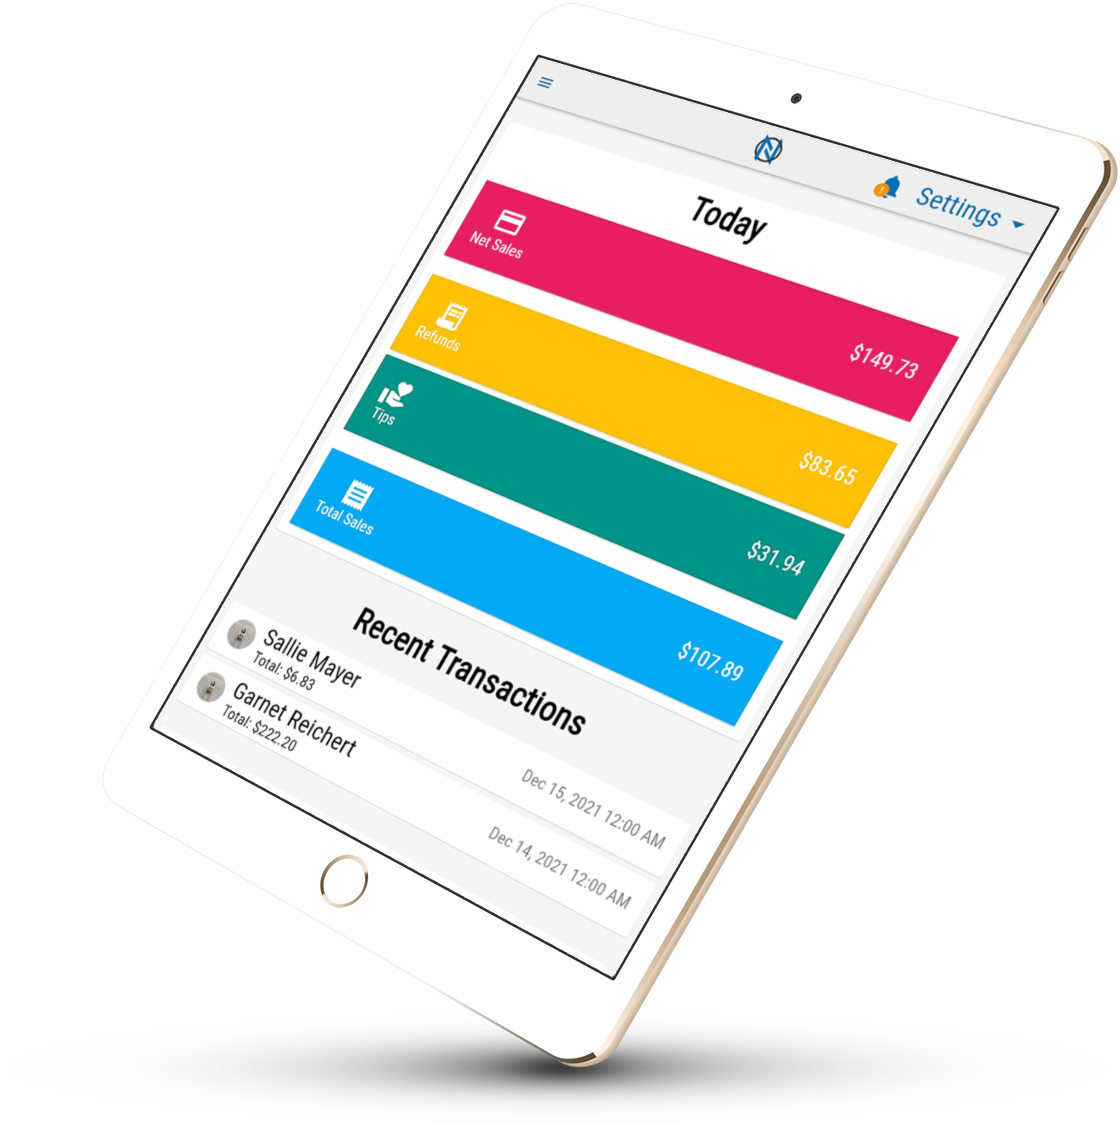 Settings
Today
Net Sales
$149.73
Refunds
$83.65
Tips
$31.94
Total Sales
$107.89
Recent Transactions
Sallie Mayer
Total: $6.83
Dec 15, 2021 12:00 AM
Garnet Reichert
Total: $222.20
Dec 14, 2021 12:00 AM